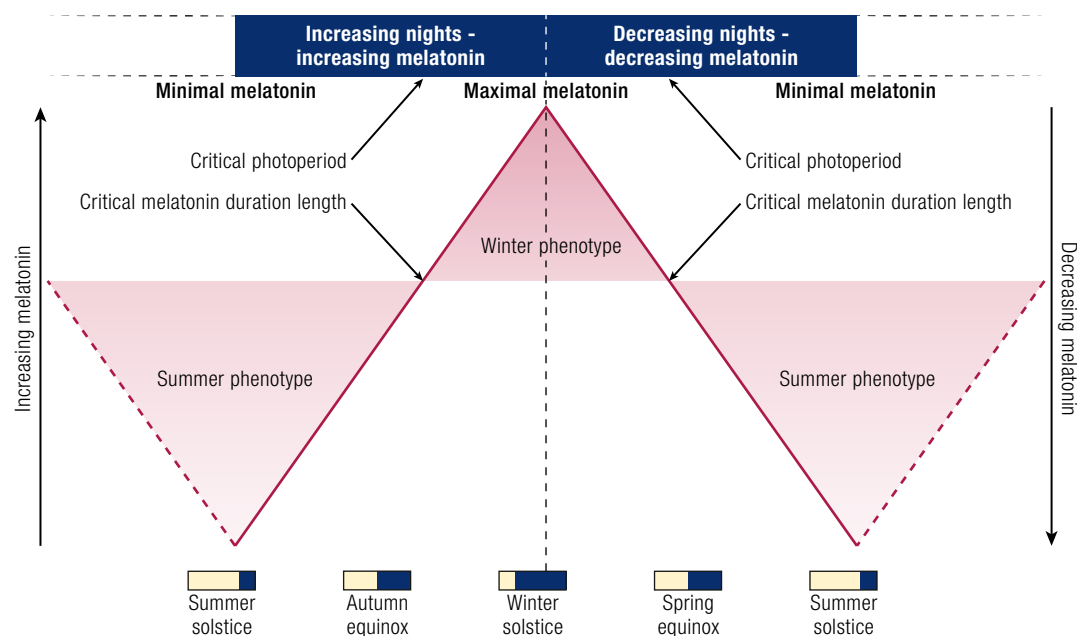 Increasing nights -
increasing melatonin
Decreasing nights -
decreasing melatonin
Minimal melatonin
Maximal melatonin
Minimal melatonin
Critical photoperiod
Critical photoperiod
Critical melatonin duration length
Critical melatonin duration length
Winter phenotype
Increasing melatonin
Decreasing melatonin
Summer phenotype
Summer phenotype
Summer
solstice
Autumn
equinox
Winter
solstice
Spring
equinox
Summer
solstice